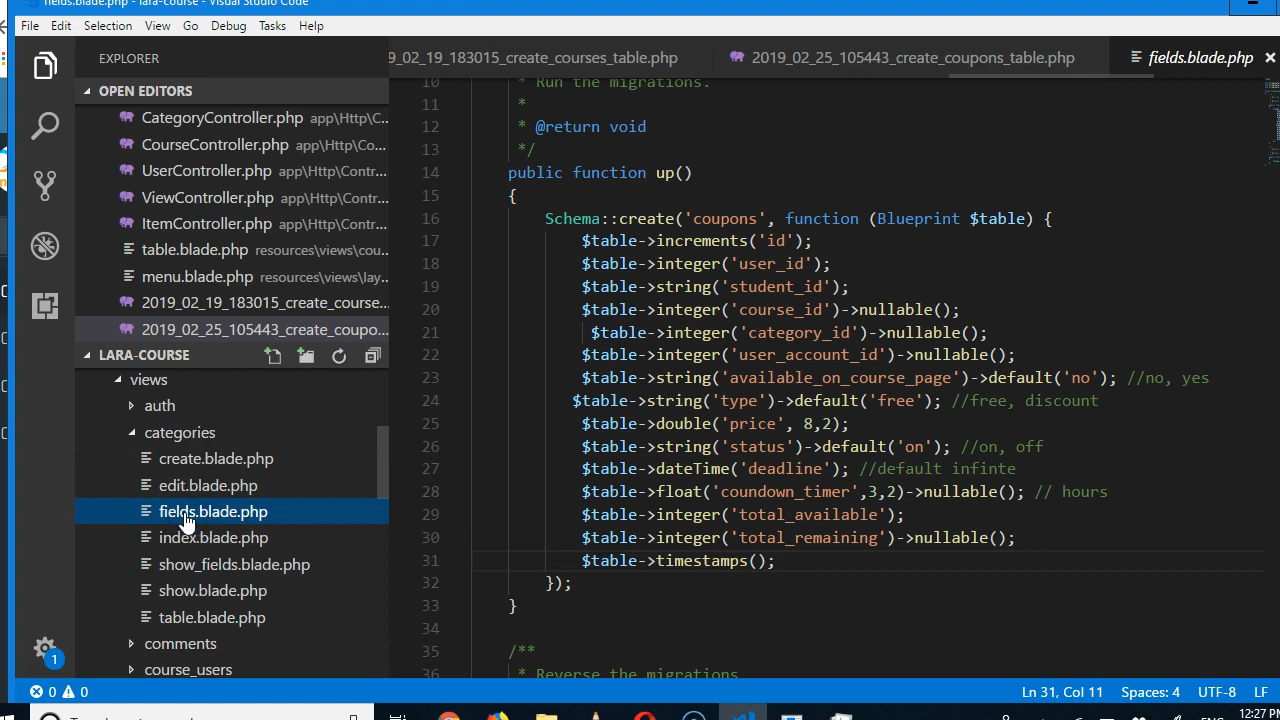 fields.blade.php - lara-course - Visual Studio Code
File Edit Selection View Go Debug Tasks Help
EXPLORER
9_02_19_183015_create_courses_table.php
2019_02_25_105443_create_coupons_table.php
fields.blade.php
OPEN EDITORS
CategoryController.php app\Http\C...
CourseController.php app\Http\Co...
UserController.php app\Http\Contr...
ViewController.php app\Http\Contr...
ItemController.php app\Http\Contr...
table.blade.php resources\views\cou...
menu.blade.php resources\views\lay...
2019_02_19_183015_create_course...
2019_02_25_105443_create_coupo...
LARA-COURSE
views
auth
categories
create.blade.php
edit.blade.php
fields.blade.php
index.blade.php
show_fields.blade.php
show.blade.php
table.blade.php
comments
course_users
10 * Run the migrations.
11 *
12 * @return void
13 */
14 public function up()
15 {
16 Schema::create('coupons', function (Blueprint $table) {
17 $table->increments('id');
18 $table->integer('user_id');
19 $table->string('student_id');
20 $table->integer('course_id')->nullable();
21 $table->integer('category_id')->nullable();
22 $table->integer('user_account_id')->nullable();
23 $table->string('available_on_course_page')->default('no'); //no, yes
24 $table->string('type')->default('free'); //free, discount
25 $table->double('price', 8,2);
26 $table->string('status')->default('on'); //on, off
27 $table->dateTime('deadline'); //default infinte
28 $table->float('coundown_timer',3,2)->nullable(); // hours
29 $table->integer('total_available');
30 $table->integer('total_remaining')->nullable();
31 $table->timestamps();
32 });
33 }
34
35 /**
36 * Reverse the migrations
1
0 0
Ln 31, Col 11 Spaces: 4 UTF-8 LF
12:27